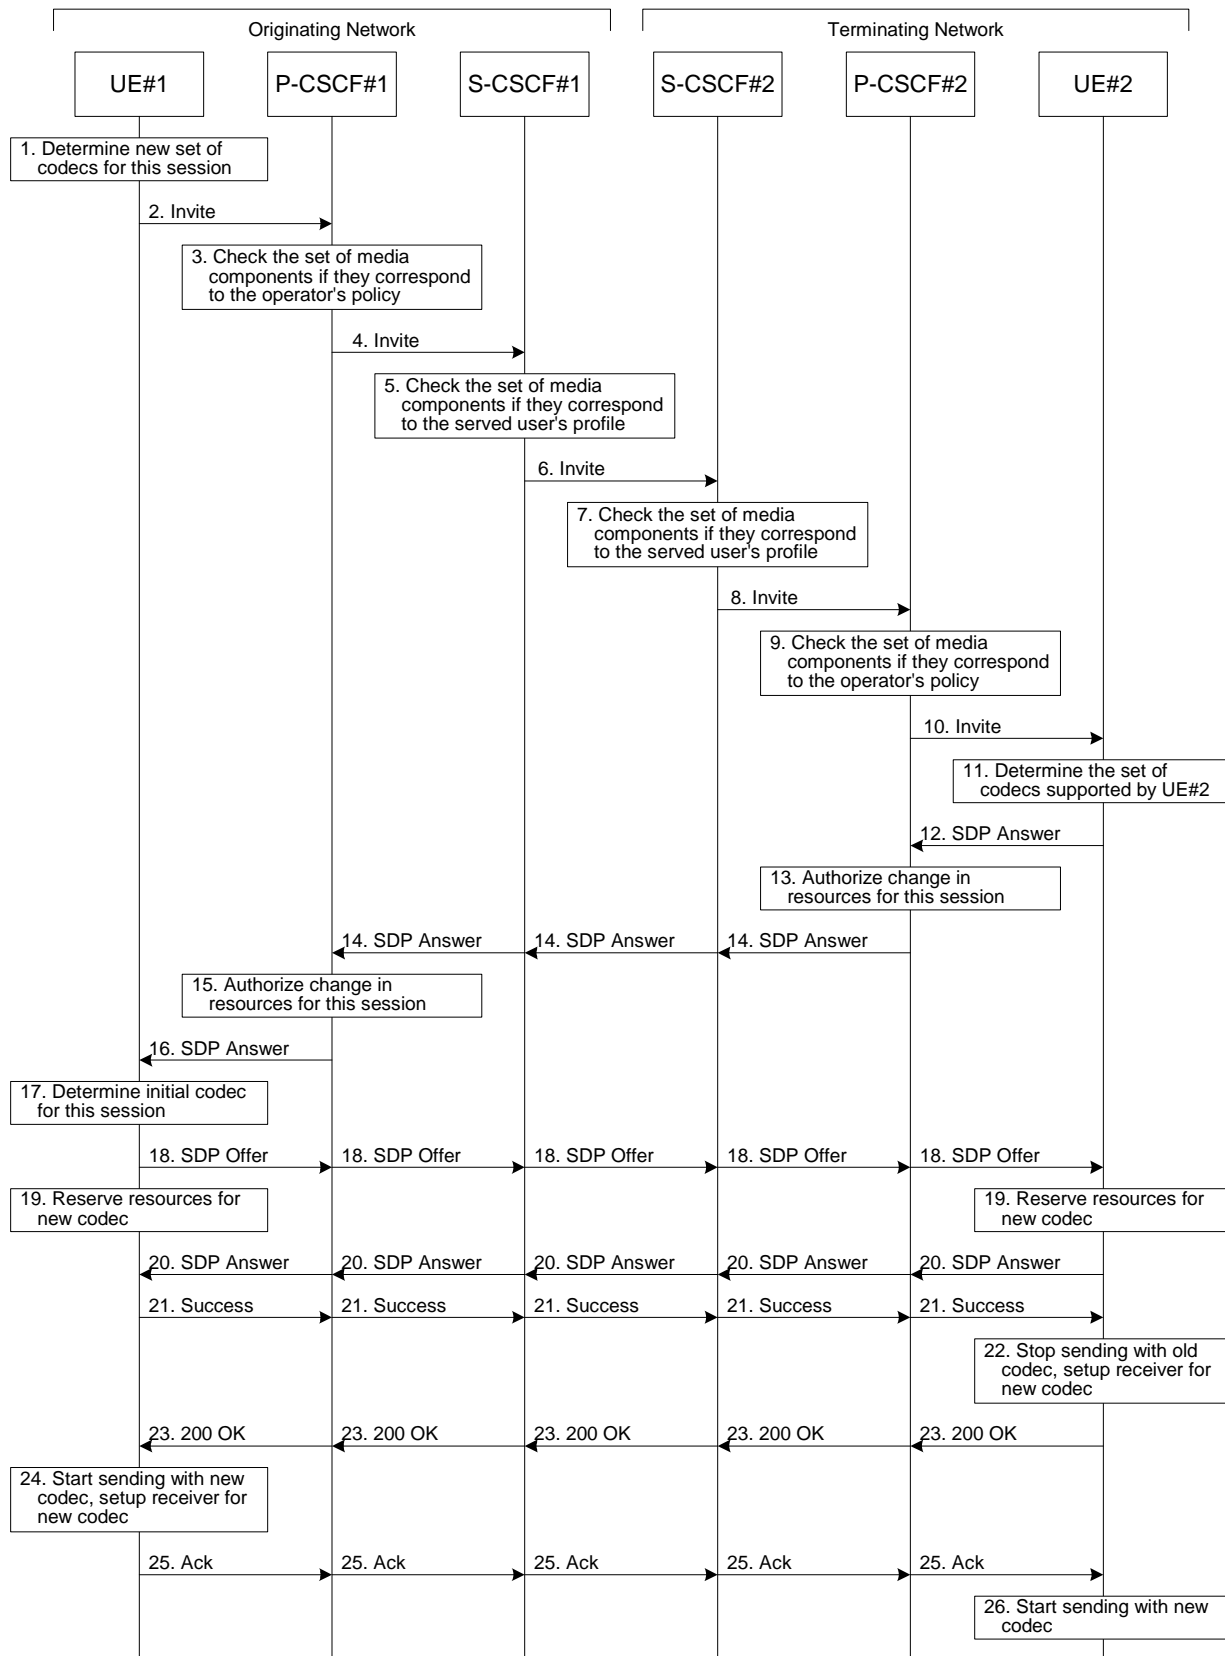 Originating Network
Terminating Network
UE#1
P-CSCF#1
S-CSCF#1
S-CSCF#2
P-CSCF#2
UE#2
1. Determine new set of
codecs for this session
2. Invite
3. Check the set of media
components if they correspond
to the operator's policy
4. Invite
5. Check the set of media
components if they correspond
to the served user's profile
6. Invite
7. Check the set of media
components if they correspond
to the served user's profile
8. Invite
9. Check the set of media
components if they correspond
to the operator's policy
10. Invite
11. Determine the set of
codecs supported by UE#2
12. SDP Answer
13. Authorize change in
resources for this session
14. SDP Answer
14. SDP Answer
14. SDP Answer
15. Authorize change in
resources for this session
16. SDP Answer
17. Determine initial codec
for this session
18. SDP Offer
18. SDP Offer
18. SDP Offer
18. SDP Offer
18. SDP Offer
19. Reserve resources for
new codec
19. Reserve resources for
new codec
20. SDP Answer
20. SDP Answer
20. SDP Answer
20. SDP Answer
20. SDP Answer
21. Success
21. Success
21. Success
21. Success
21. Success
22. Stop sending with old
codec, setup receiver for
new codec
23. 200 OK
23. 200 OK
23. 200 OK
23. 200 OK
23. 200 OK
24. Start sending with new
codec, setup receiver for
new codec
25. Ack
25. Ack
25. Ack
25. Ack
25. Ack
26. Start sending with new
codec